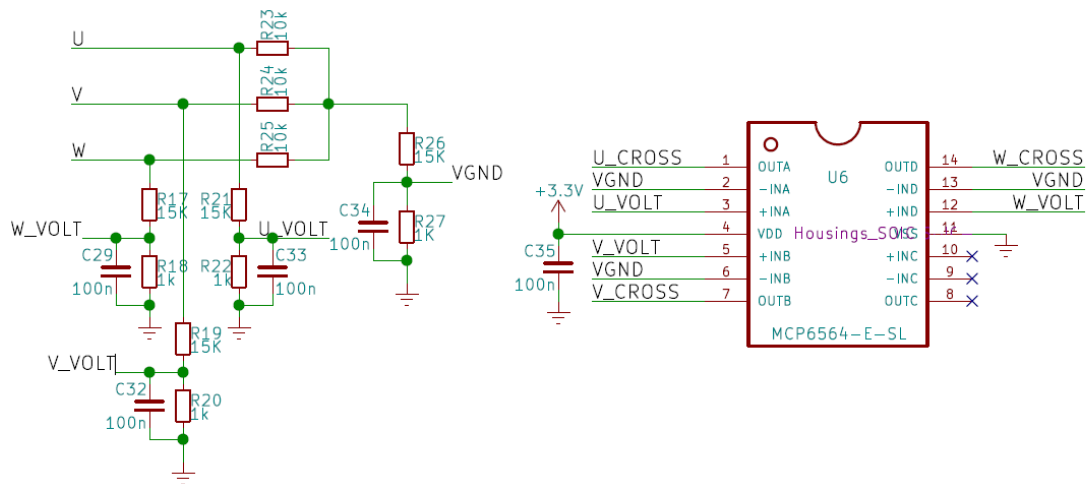 U
R23
10k
V
R24
10k
W
R25
10k
R26
15K
VGND
C34
100n
R27
1K
R17
15K
R21
15K
W_VOLT
U_VOLT
C29
100n
R18
1k
R22
1k
C33
100n
R19
15K
V_VOLT
C32
100n
R20
1k
+3.3V
C35
100n
U_CROSS
VGND
U_VOLT
V_VOLT
VGND
V_CROSS
1
2
3
4
5
6
7
OUTA
-INA
+INA
VDD
+INB
-INB
OUTB
U6
Housings_SOIC
MCP6564-E-SL
OUTD
-IND
+IND
VSS
+INC
-INC
OUTC
14
13
12
11
10
9
8
W_CROSS
VGND
W_VOLT